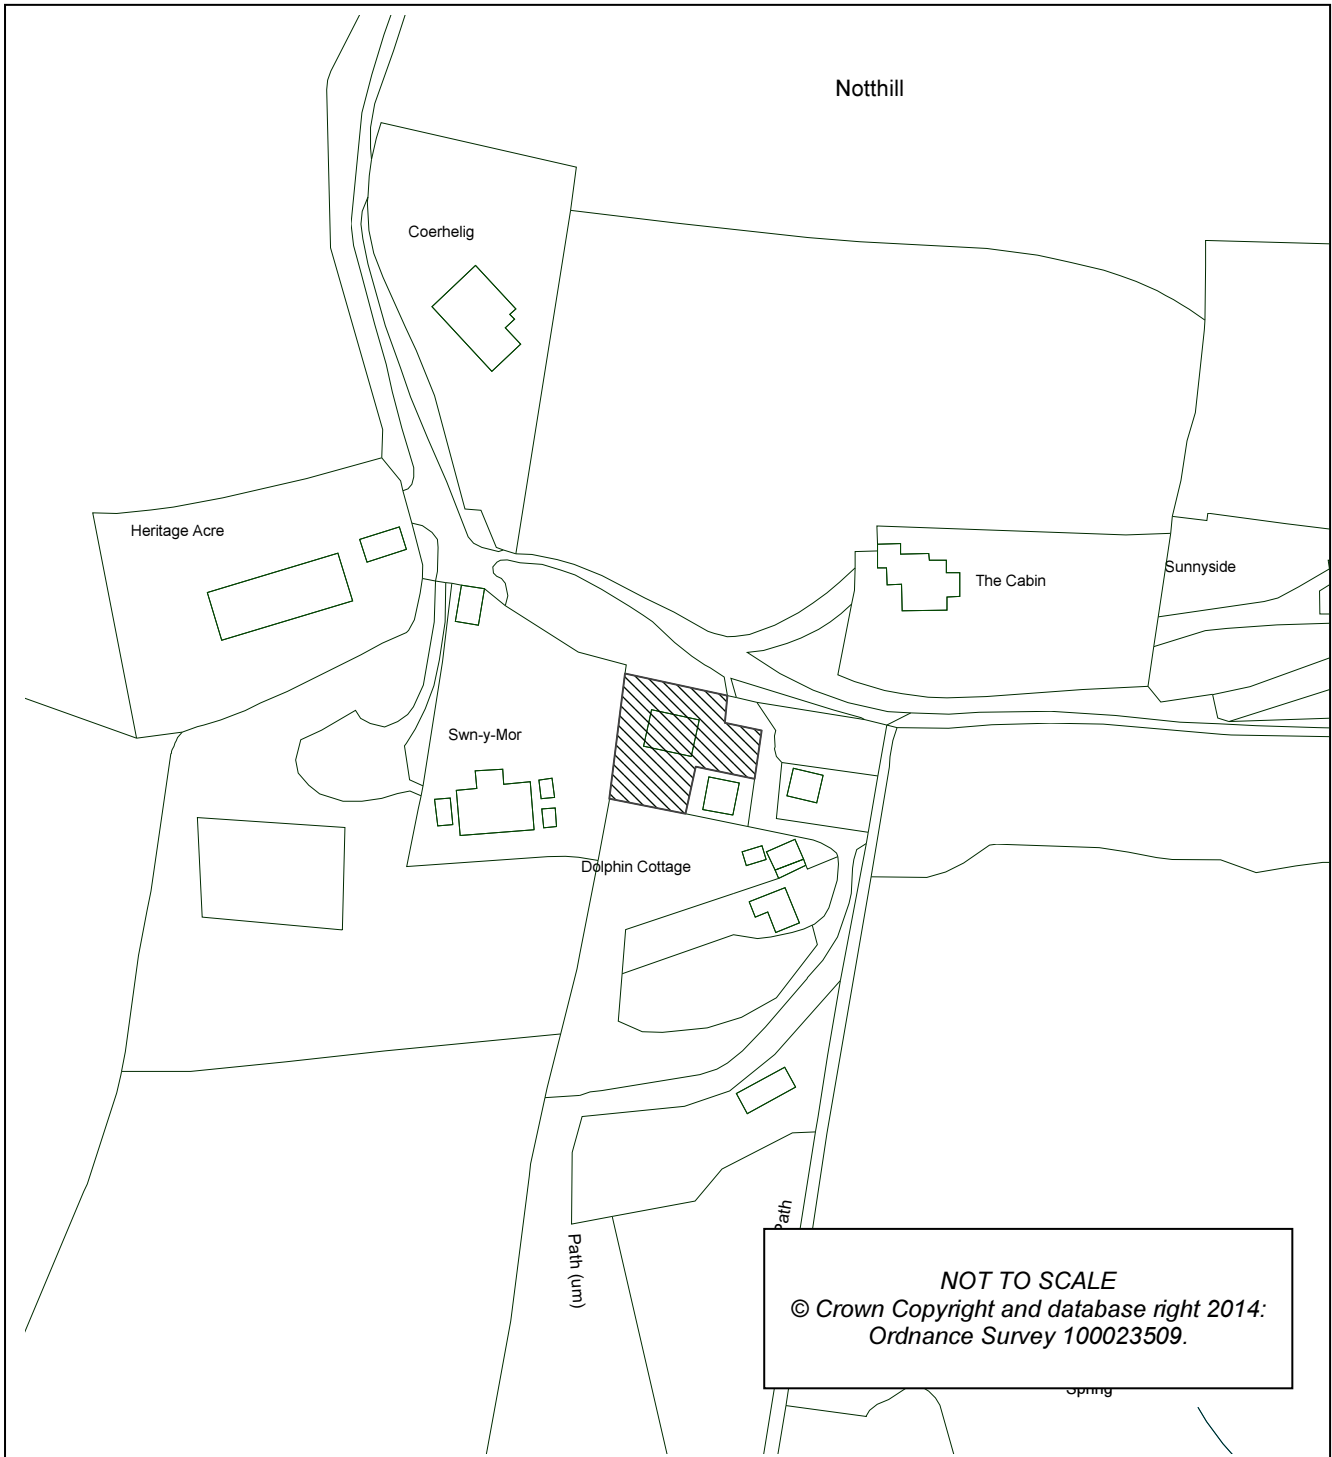 Notthill
Coerhelig
Heritage Acre
The Cabin
Sunnyside
Swn-y-Mor
Dolphin Cottage
Path
Path (um)
NOT TO SCALE
© Crown Copyright and database right 2014:
Ordnance Survey 100023509.
Spring